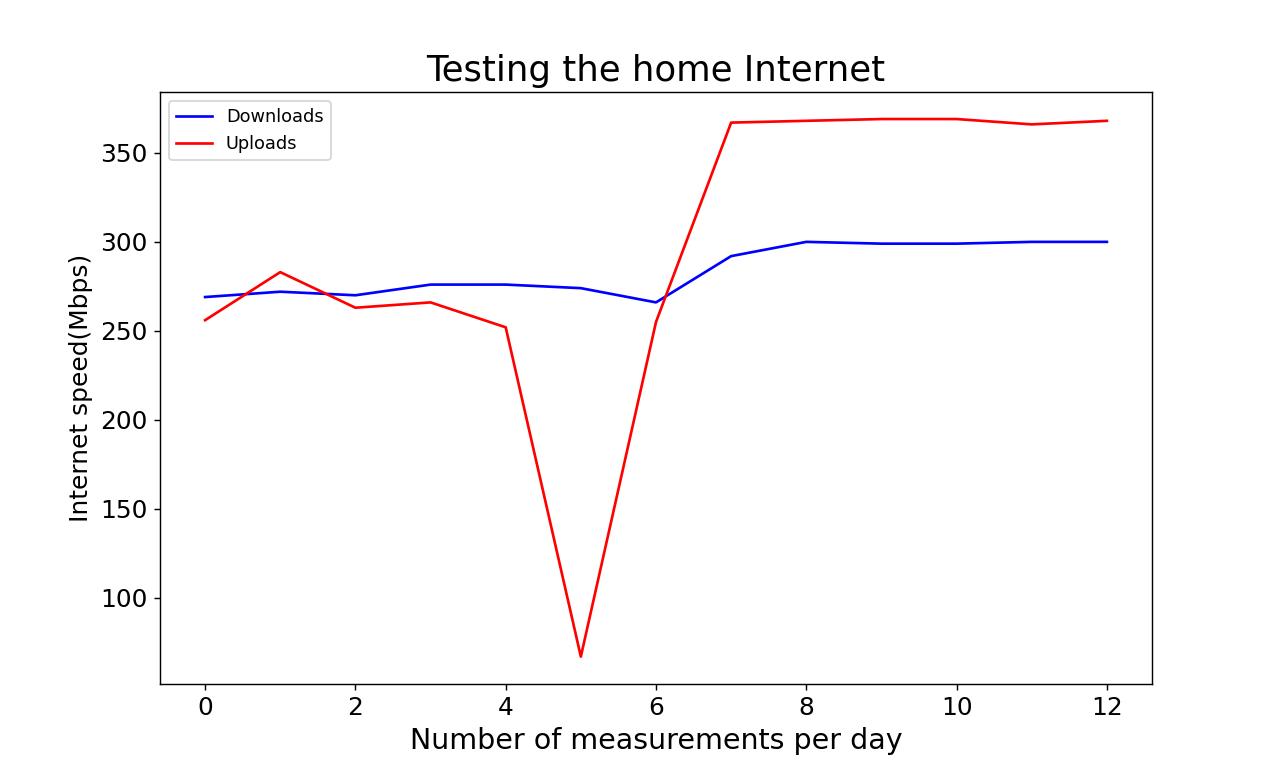 Testing the home Internet
Downloads
Uploads
350
300
250
200
150
100
Internet speed(Mbps)
0 2 4 6 8 10 12
Number of measurements per day